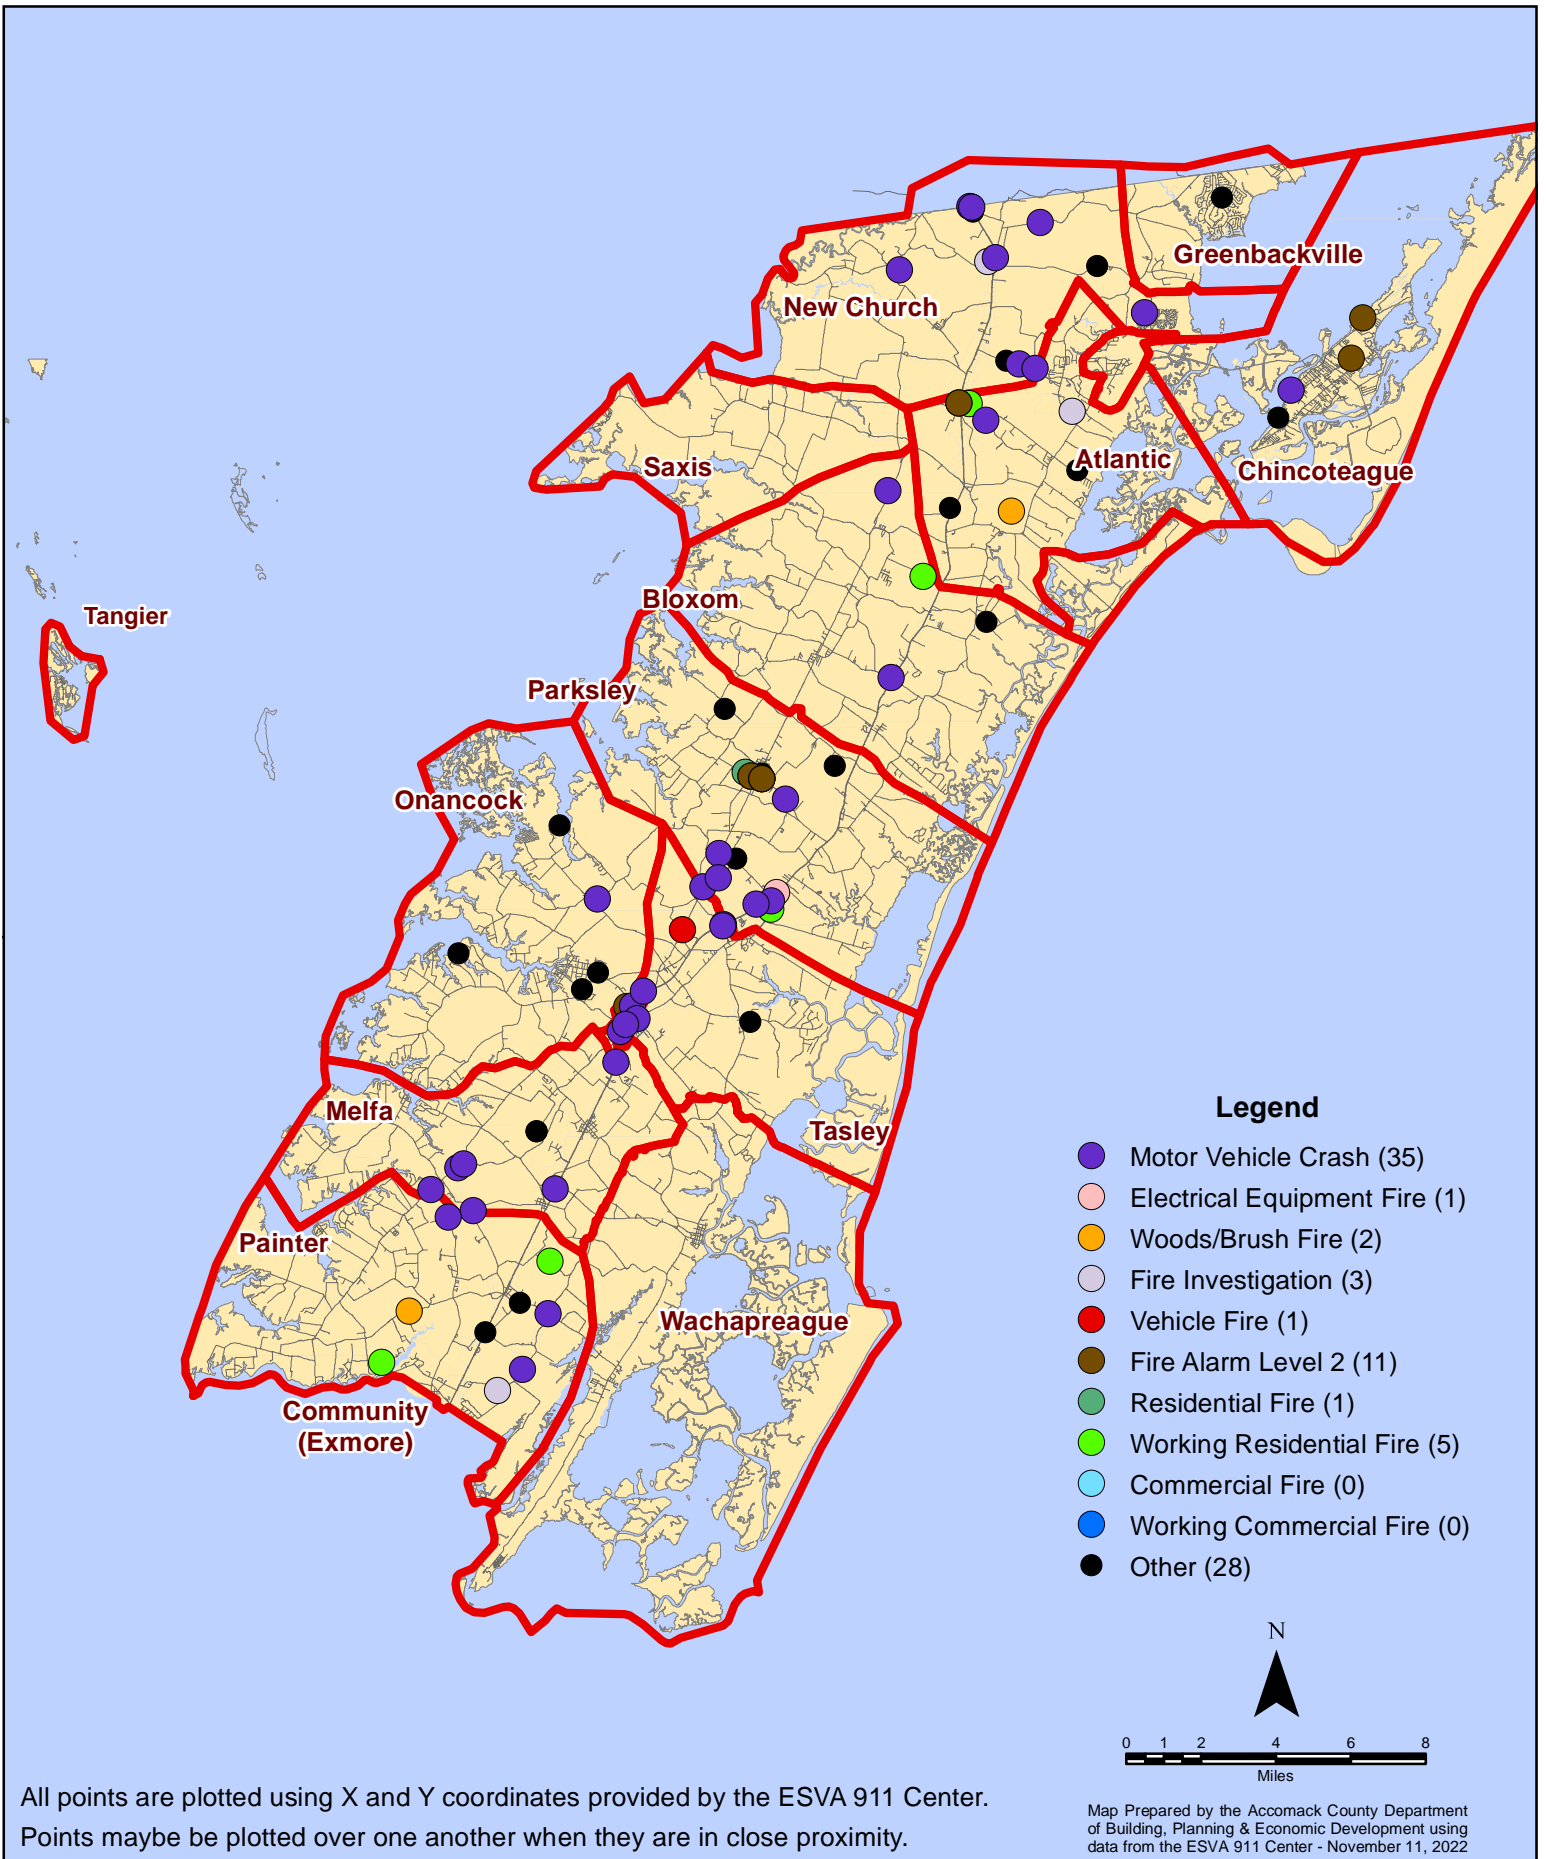 Greenbackville
New Church
Saxis
Atlantic
Chincoteague
Bloxom
Tangier
Parksley
Onancock
Melfa
Tasley
Painter
Wachapreague
Community
(Exmore)
Legend
Motor Vehicle Crash (35)
Electrical Equipment Fire (1)
Woods/Brush Fire (2)
Fire Investigation (3)
Vehicle Fire (1)
Fire Alarm Level 2 (11)
Residential Fire (1)
Working Residential Fire (5)
Commercial Fire (0)
Working Commercial Fire (0)
Other (28)
N
0 1 2 4 6 8
Miles
All points are plotted using X and Y coordinates provided by the ESVA 911 Center.
Points maybe be plotted over one another when they are in close proximity.
Map Prepared by the Accomack County Department
of Building, Planning & Economic Development using
data from the ESVA 911 Center - November 11, 2022